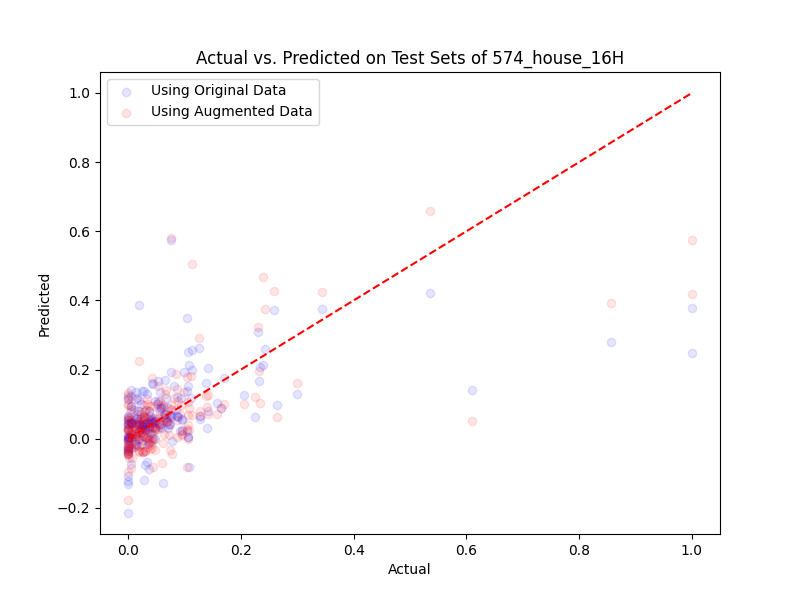 Actual vs. Predicted on Test Sets of 574_house_16H
Using Original Data
Using Augmented Data
1.0
0.8
0.6
0.4
0.2
0.0
−0.2
Predicted
0.0 0.2 0.4 0.6 0.8 1.0
Actual